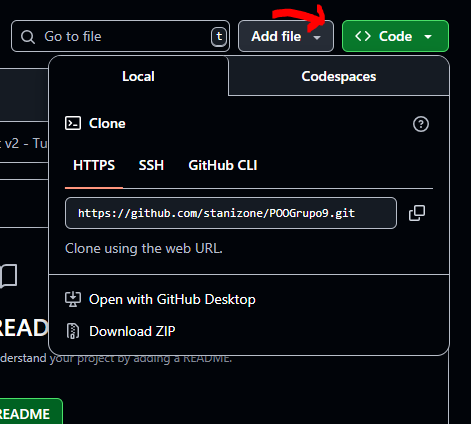 Go to file
t
Add file
<> Code
Local
Codespaces
t v2 - Tu
Clone
HTTPS
SSH
GitHub CLI
https://github.com/stanizone/POOGrupo9.git
Clone using the web URL.
Open with GitHub Desktop
Download ZIP
READ
nderstand your project by adding a README.
README